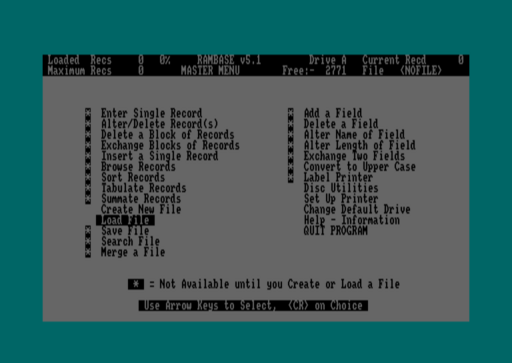 Loaded Recs 0 0% RAMBASE v5.1 Drive A Current Recd 0
Maximum Recs 0 MASTER MENU Free:- 2771 File <NOFILE>
* Enter Single Record * Add a Field
* Alter/Delete Record(s) * Delete a Field
* Delete a Block of Records * Alter Name of Field
* Exchange Blocks of Records * Alter Length of Field
* Insert a Single Record * Exchange Two Fields
* Browse Records * Convert to Upper Case
* Sort Records * Label Printer
* Tabulate Records Disc Utilities
* Summate Records Set Up Printer
Create New File Change Default Drive
Load File Help - Information
* Save File QUIT PROGRAM
* Search File
* Merge a File
* = Not Available until you Create or Load a File
Use Arrow Keys to Select, <CR> on Choice